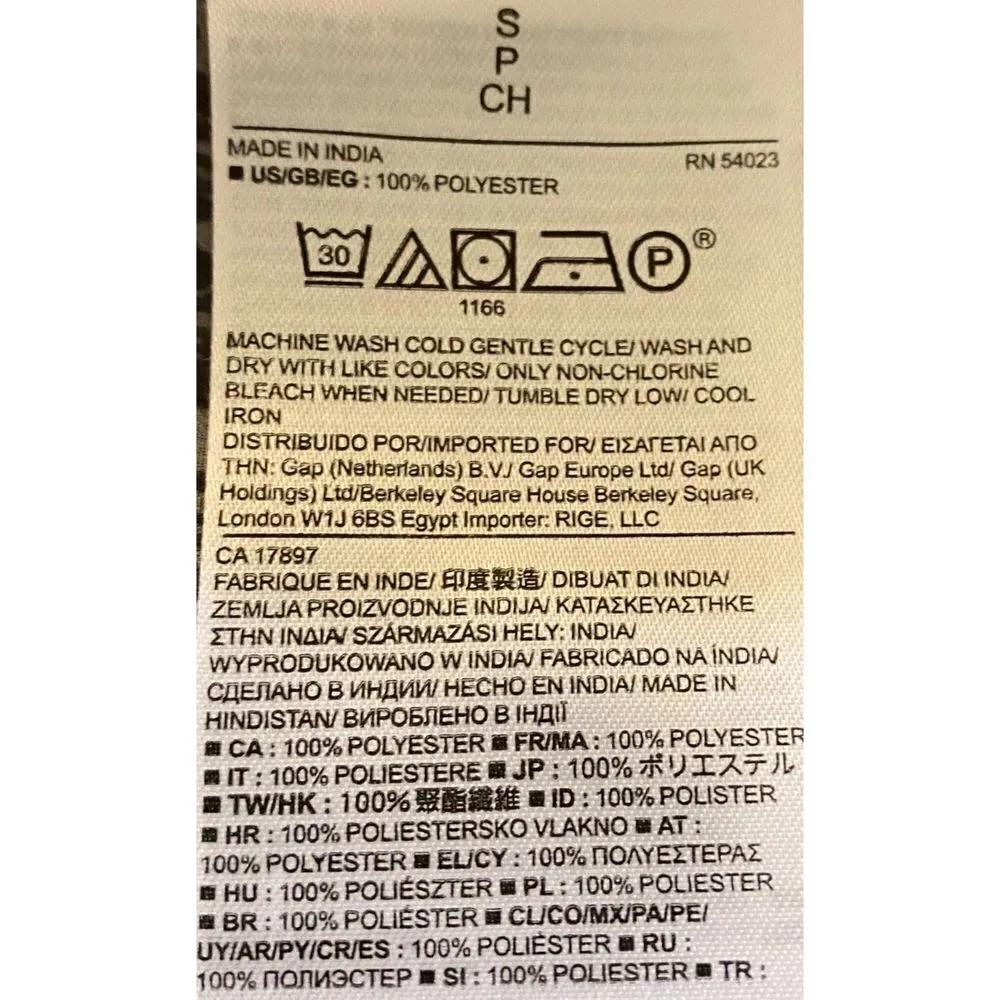 S
P
CH
MADE IN INDIA RN 54023
■ US/GB/EG : 100% POLYESTER
30 P ®
1166
MACHINE WASH COLD GENTLE CYCLE/ WASH AND
DRY WITH LIKE COLORS/ ONLY NON-CHLORINE
BLEACH WHEN NEEDED/ TUMBLE DRY LOW/ COOL
IRON
DISTRIBUIDO POR/IMPORTED FOR/ ΕΙΣΑΓΕΤΑΙ ΑΠΟ
ΤΗΝ: Gap (Netherlands) B.V./ Gap Europe Ltd/ Gap (UK
Holdings) Ltd/Berkeley Square House Berkeley Square,
London W1J 6BS Egypt Importer: RIGE, LLC
CA 17897
FABRIQUE EN INDE/ 印度製造/ DIBUAT DI INDIA/
ZEMLJA PROIZVODNJE INDIJA/ ΚΑΤΑΣΚΕΥΑΣΤΗΚΕ
ΣΤΗΝ ΙΝΔΙΑ/ SZÁRMAZÁSI HELY: INDIA/
WYPRODUKOWANO W INDIA/ FABRICADO NA ÍNDIA/
СДЕЛАНО В ИНДИИ/ HECHO EN INDIA/ MADE IN
HINDISTAN/ ВИРОБЛЕНО В ІНДІЇ
■ CA : 100% POLYESTER ■ FR/MA : 100% POLYESTER
■ IT : 100% POLIESTERE ■ JP : 100% ポリエステル
■ TW/HK : 100% 聚酯纖維 ■ ID : 100% POLISTER
■ HR : 100% POLIESTERSKO VLAKNO ■ AT :
100% POLYESTER ■ EL/CY : 100% ΠΟΛΥΕΣΤΕΡΑΣ
■ HU : 100% POLIÉSZTER ■ PL : 100% POLIESTER
■ BR : 100% POLIÉSTER ■ CL/CO/MX/PA/PE/
UY/AR/PY/CR/ES : 100% POLIÈSTER ■ RU :
100% ПОЛИЭСТЕР ■ SI : 100% POLIESTER ■ TR :